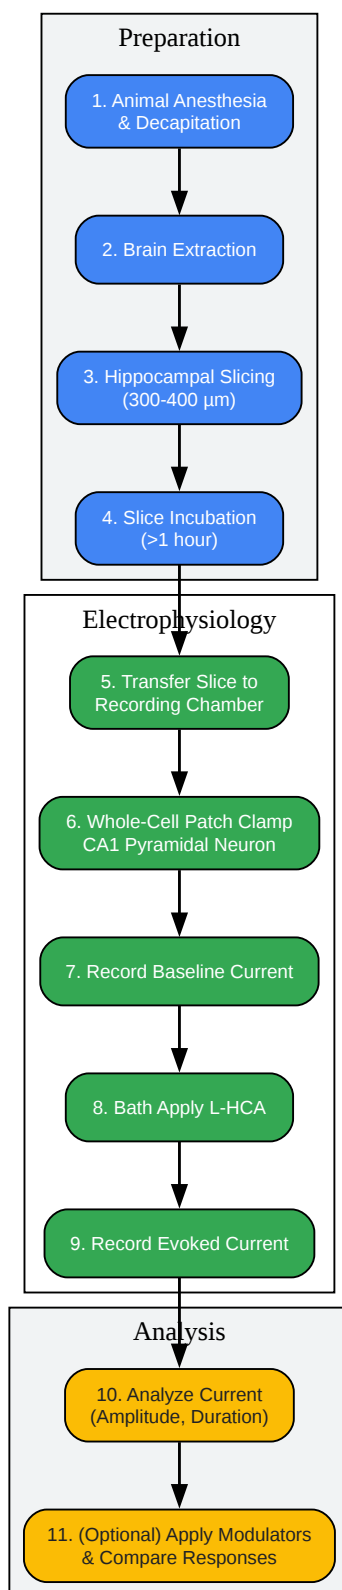 Preparation
1. Animal Anesthesia
& Decapitation
2. Brain Extraction
3. Hippocampal Slicing
(300-400 µm)
4. Slice Incubation
(>1 hour)
Electrophysiology
5. Transfer Slice to
Recording Chamber
6. Whole-Cell Patch Clamp
CA1 Pyramidal Neuron
7. Record Baseline Current
8. Bath Apply L-HCA
9. Record Evoked Current
Analysis
10. Analyze Current
(Amplitude, Duration)
11. (Optional) Apply Modulators
& Compare Responses